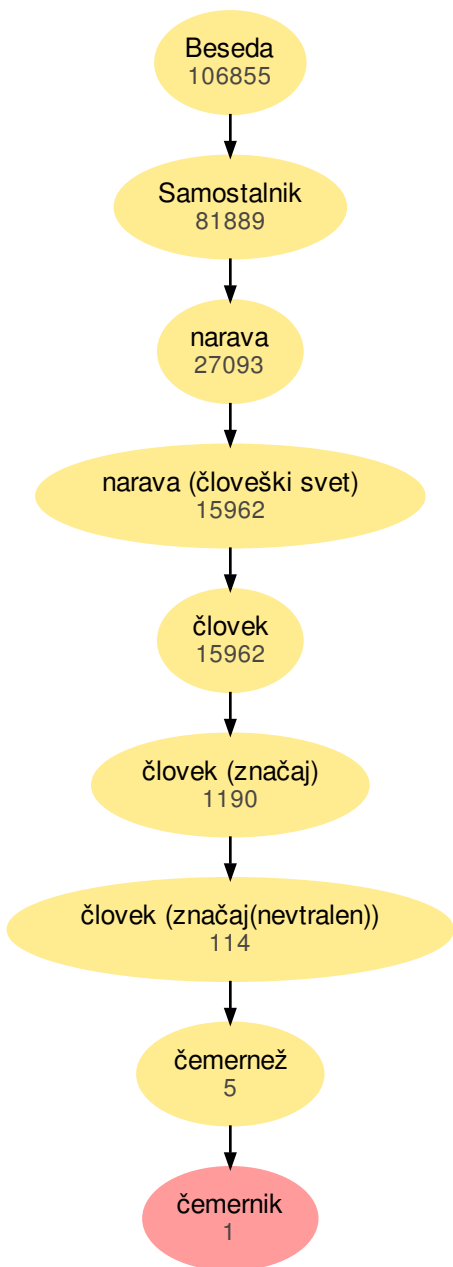 Beseda
106855
Samostalnik
81889
narava
27093
narava (človeški svet)
15962
človek
15962
človek (značaj)
1190
človek (značaj(nevtralen))
114
čemernež
5
čemernik
1